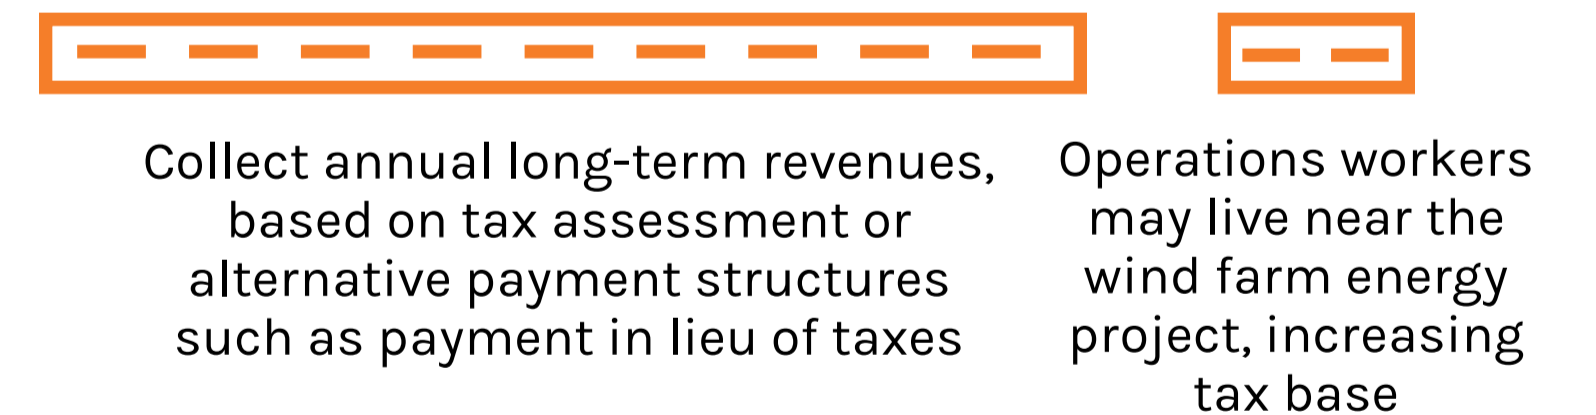 Collect annual long-term revenues,
based on tax assessment or
alternative payment structures
such as payment in lieu of taxes
Operations workers
may live near the
wind farm energy
project, increasing
tax base